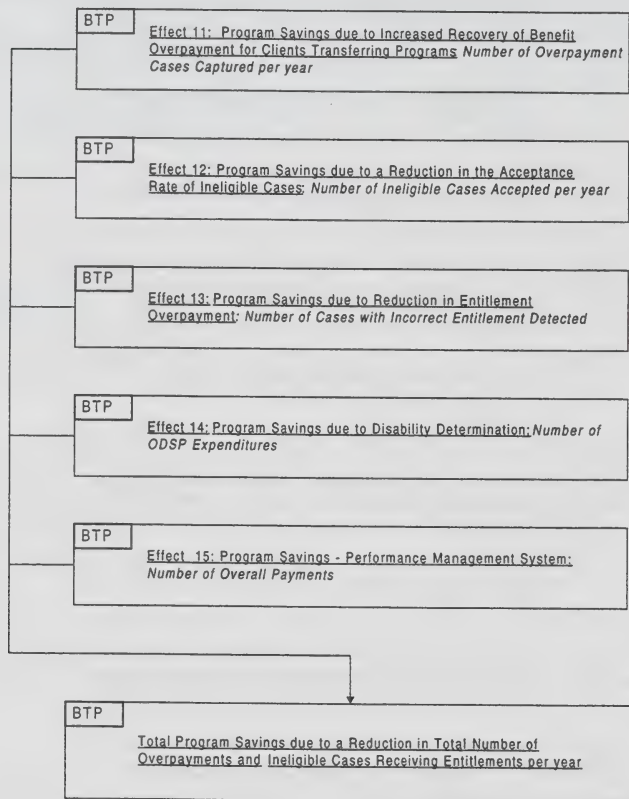 BTP
Effect 11: Program Savings due to Increased Recovery of Benefit
Overpayment for Clients Transferring Programs: Number of Overpayment
Cases Captured per year
BTP
Effect 12: Program Savings due to a Reduction in the Acceptance
Rate of Ineligible Cases: Number of Ineligible Cases Accepted per year
BTP
Effect 13: Program Savings due to Reduction in Entitlement
Overpayment: Number of Cases with Incorrect Entitlement Detected
BTP
Effect 14: Program Savings due to Disability Determination: Number of
ODSP Expenditures
BTP
Effect 15: Program Savings - Performance Management System:
Number of Overall Payments
BTP
Total Program Savings due to a Reduction in Total Number of
Overpayments and Ineligible Cases Receiving Entitlements per year